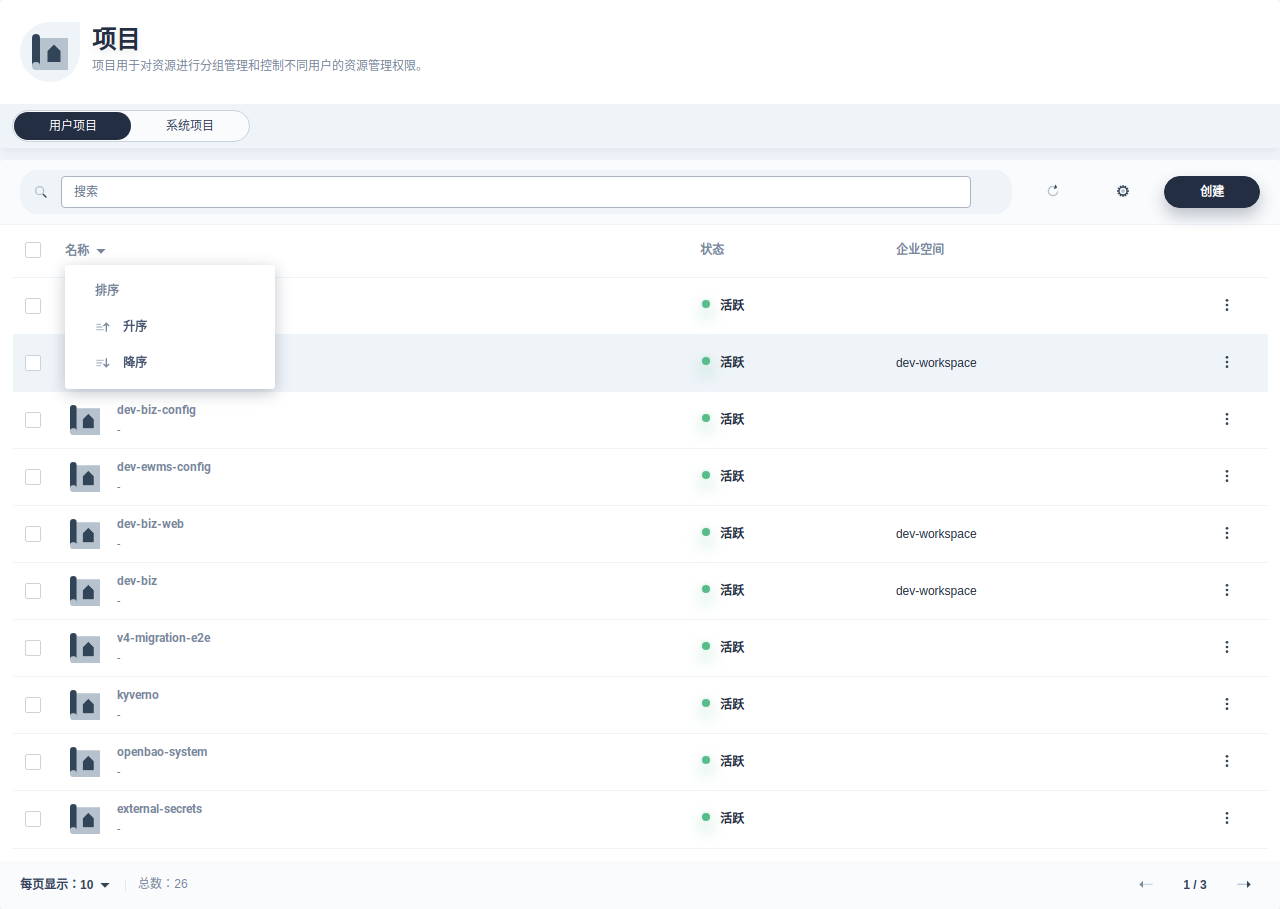 项目
项目用于对资源进行分组管理和控制不同用户的资源管理权限。
用户项目
系统项目
搜索
创建
名称
状态
企业空间
排序
升序
降序
活跃
活跃
dev-workspace
dev-biz-config
-
活跃
dev-ewms-config
-
活跃
dev-biz-web
-
活跃
dev-workspace
dev-biz
-
活跃
dev-workspace
v4-migration-e2e
-
活跃
kyverno
-
活跃
openbao-system
-
活跃
external-secrets
-
活跃
每页显示：10
总数：26
1 / 3